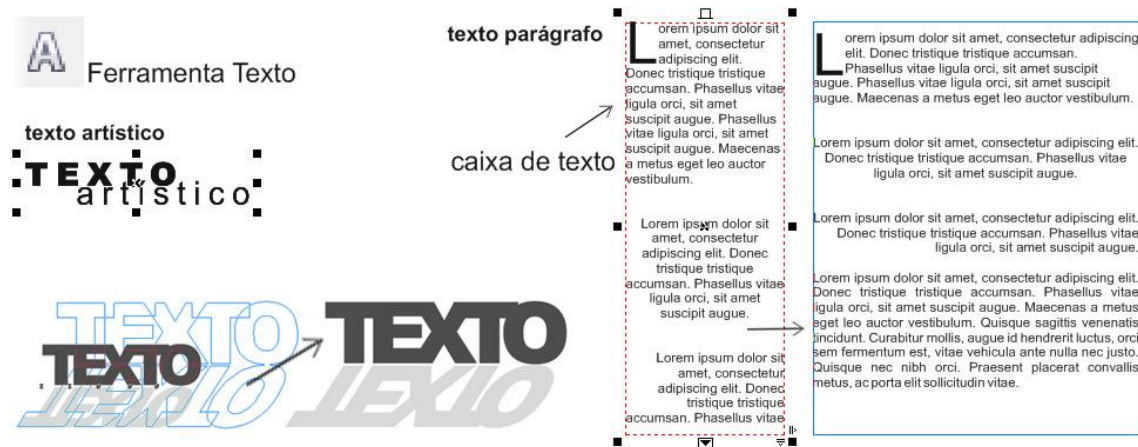 A
Ferramenta Texto
texto artístico
TEXTO
artístico
TEXTO
TEXTO
TEXTO
TEXTO
TEXTO
texto parágrafo
caixa de texto
Lorem ipsum dolor sit
amet, consectetur
adipiscing elit.
Donec tristique tristique
accumsan. Phasellus vitae
ligula orci, sit amet
suscipit augue. Phasellus
vitae ligula orci, sit amet
suscipit augue. Maecenas
a metus eget leo auctor
vestibulum.
Lorem ipsum dolor sit
amet, consectetur
adipiscing elit. Donec
tristique tristique
accumsan. Phasellus vitae
ligula orci, sit amet
suscipit augue.
Lorem ipsum dolor sit
amet, consectetur
adipiscing elit. Donec
tristique tristique
accumsan. Phasellus vitae
Lorem ipsum dolor sit amet, consectetur adipiscing
elit. Donec tristique tristique accumsan.
Phasellus vitae ligula orci, sit amet suscipit
augue. Phasellus vitae ligula orci, sit amet suscipit
augue. Maecenas a metus eget leo auctor vestibulum.
Lorem ipsum dolor sit amet, consectetur adipiscing elit.
Donec tristique tristique accumsan. Phasellus vitae
ligula orci, sit amet suscipit augue.
Lorem ipsum dolor sit amet, consectetur adipiscing elit.
Donec tristique tristique accumsan. Phasellus vitae
ligula orci, sit amet suscipit augue.
Lorem ipsum dolor sit amet, consectetur adipiscing elit.
Donec tristique tristique accumsan. Phasellus vitae
ligula orci, sit amet suscipit augue. Maecenas a metus
eget leo auctor vestibulum. Quisque sagittis venenatis
tincidunt. Curabitur mollis, augue id hendrerit luctus, orci
sem fermentum est, vitae vehicula ante nulla nec justo.
Quisque nec nibh orci. Praesent placerat convallis
metus, ac porta elit sollicitudin vitae.